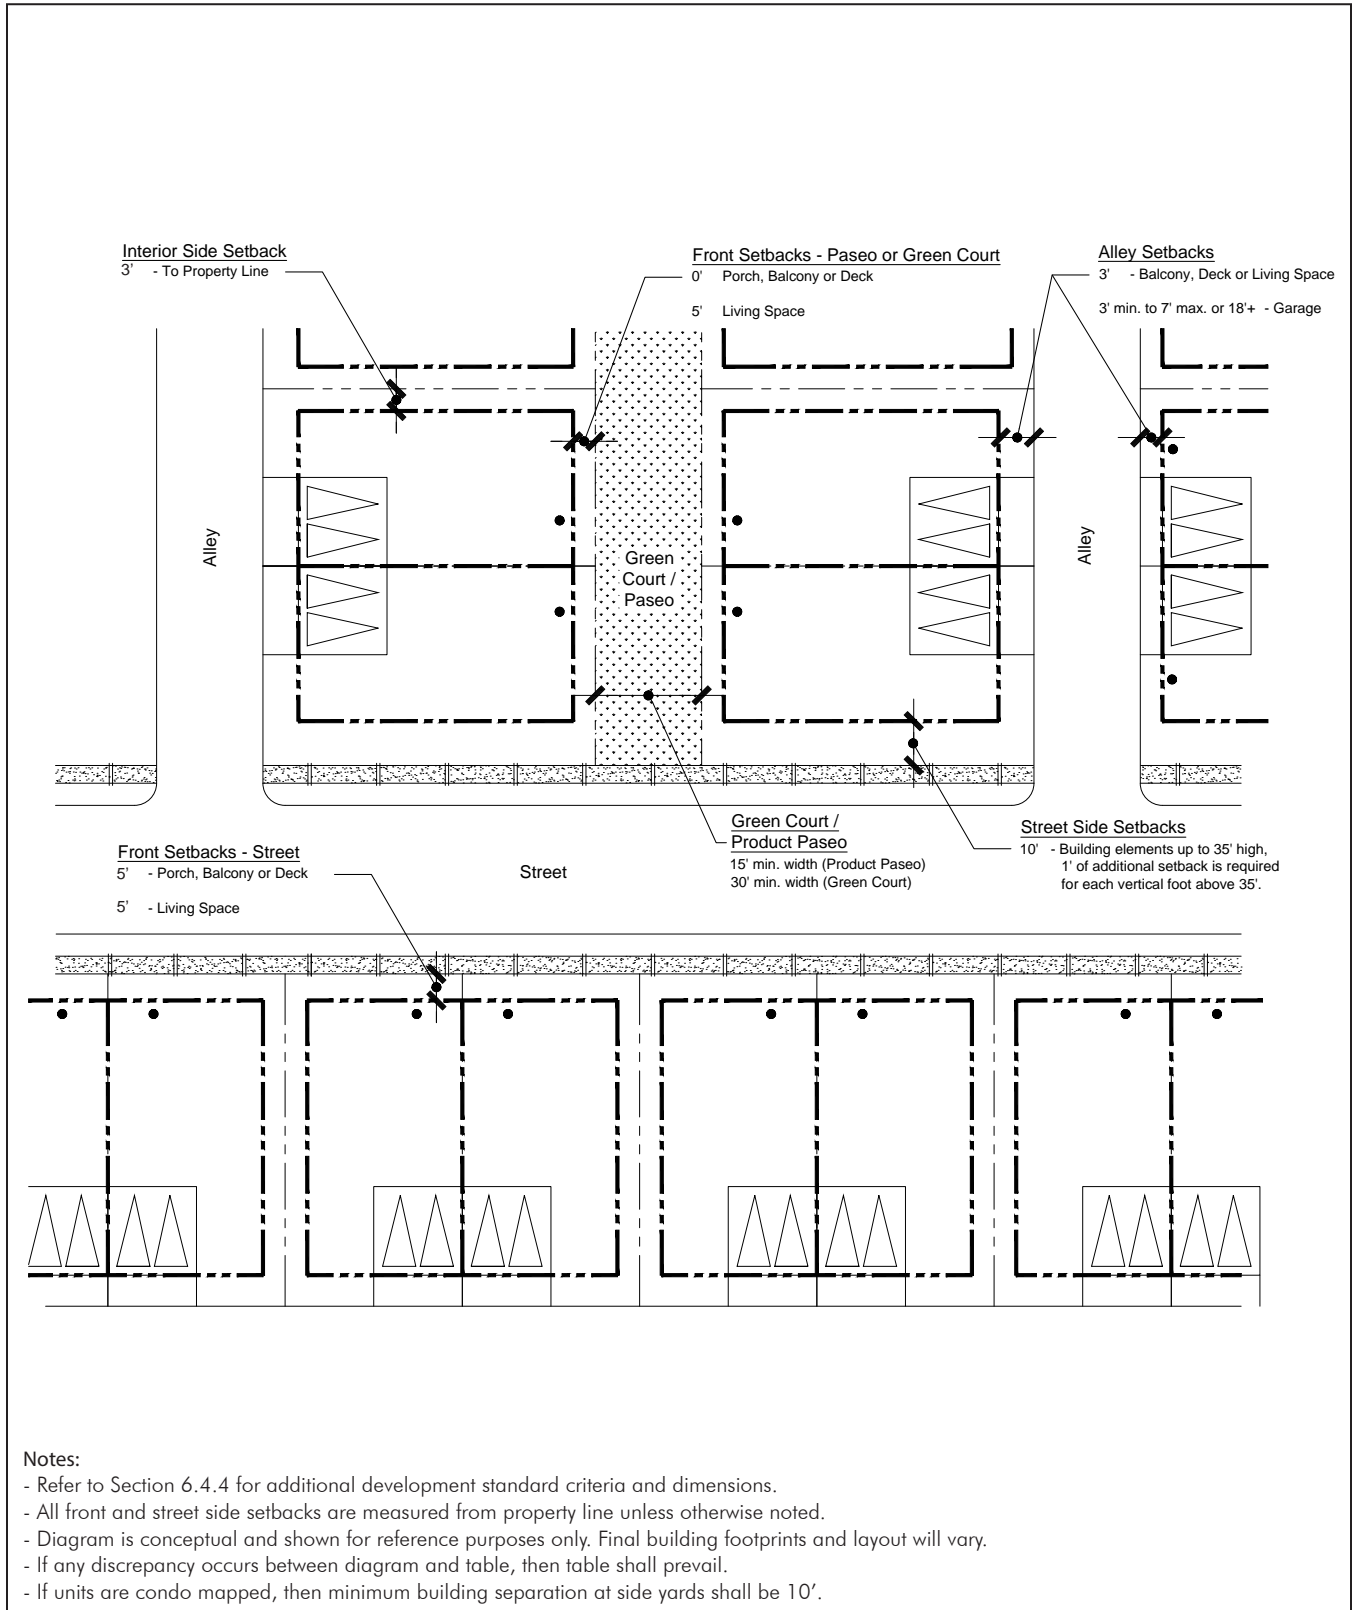 Interior Side Setback
3' - To Property Line
Front Setbacks - Paseo or Green Court
0' Porch, Balcony or Deck
5' Living Space
Alley Setbacks
3' - Balcony, Deck or Living Space
3' min. to 7' max. or 18'+ - Garage
Alley
Green
Court /
Paseo
Alley
Front Setbacks - Street
5' - Porch, Balcony or Deck
5' - Living Space
Street
Green Court /
Product Paseo
15' min. width (Product Paseo)
30' min. width (Green Court)
Street Side Setbacks
10' - Building elements up to 35' high,
1' of additional setback is required
for each vertical foot above 35'.
Notes:
- Refer to Section 6.4.4 for additional development standard criteria and dimensions.
- All front and street side setbacks are measured from property line unless otherwise noted.
- Diagram is conceptual and shown for reference purposes only. Final building footprints and layout will vary.
- If any discrepancy occurs between diagram and table, then table shall prevail.
- If units are condo mapped, then minimum building separation at side yards shall be 10'.